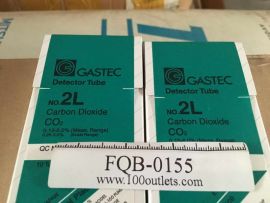 GASTEC
Detector Tube
NO. 2L
Carbon Dioxide
CO₂
GASTEC
Detector Tube
NO. 2L
Carbon Dioxide
CO₂
FQB-0155
www.100outlets.com